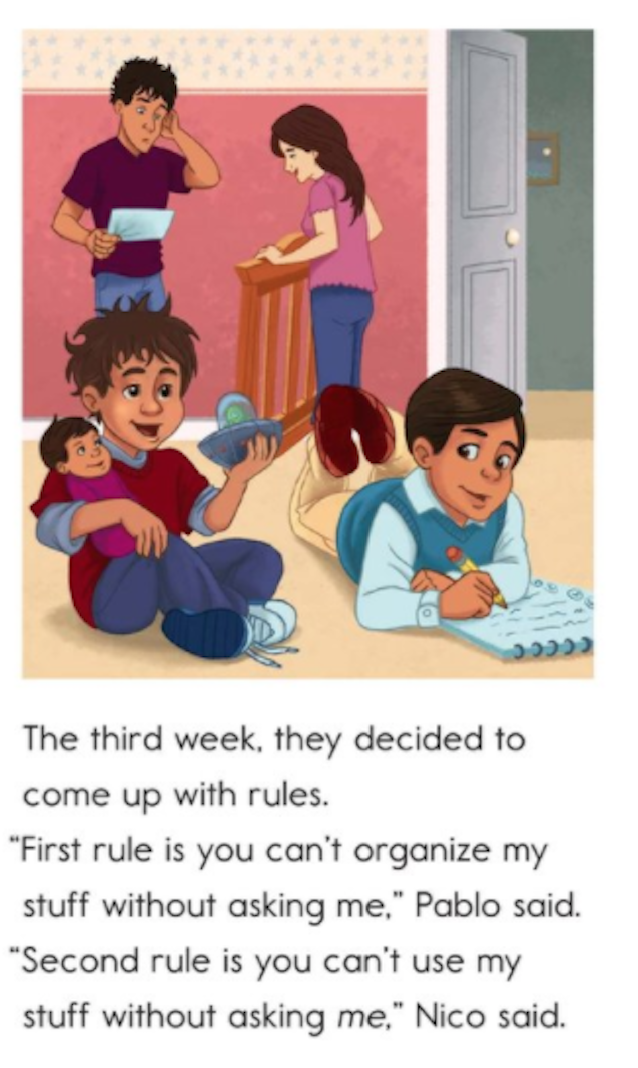 The third week, they decided to
come up with rules.
“First rule is you can’t organize my
stuff without asking me,” Pablo said.
“Second rule is you can’t use my
stuff without asking me,” Nico said.